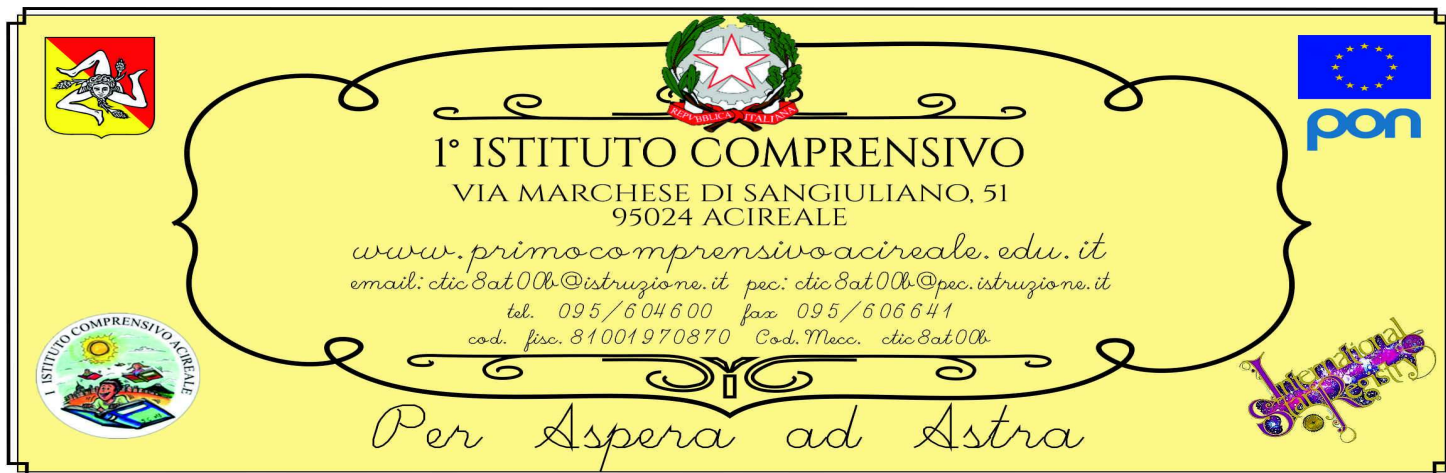 REPVBBLICA ITALIANA
pon
1° ISTITUTO COMPRENSIVO
VIA MARCHESE DI SANGIULIANO, 51
95024 ACIREALE
www.primocomprensivoacireale.edu.it
email: ctic8at00b@istruzione.it pec: ctic8at00b@pec.istruzione.it
tel. 095/604600 fax 095/606641
cod. fisc. 81001970870 Cod. Mecc. ctic8at00b
I ISTITUTO COMPRENSIVO ACIREALE
International
Star Registry
Per Aspera ad Astra